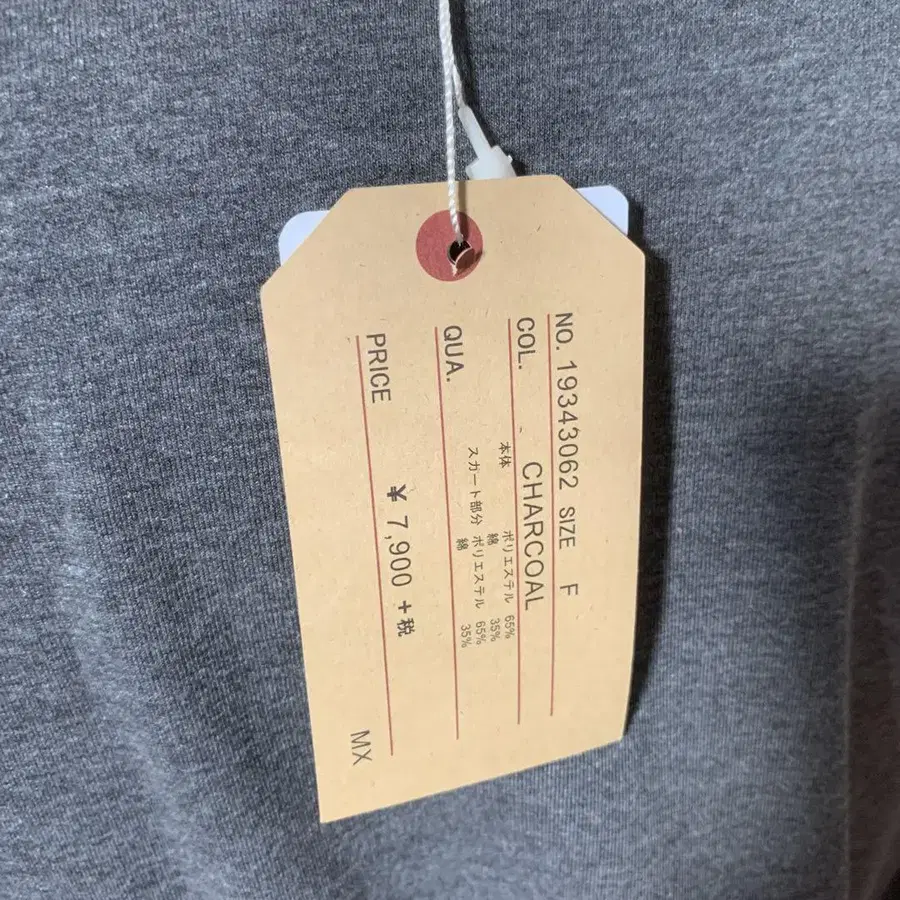 NO. 19343062 SIZE F
COL. CHARCOAL
本体 ポリエステル 65%
綿 35%
QUA. スカート部分 ポリエステル 65%
綿 35%
PRICE ¥ 7,900 +税
MX